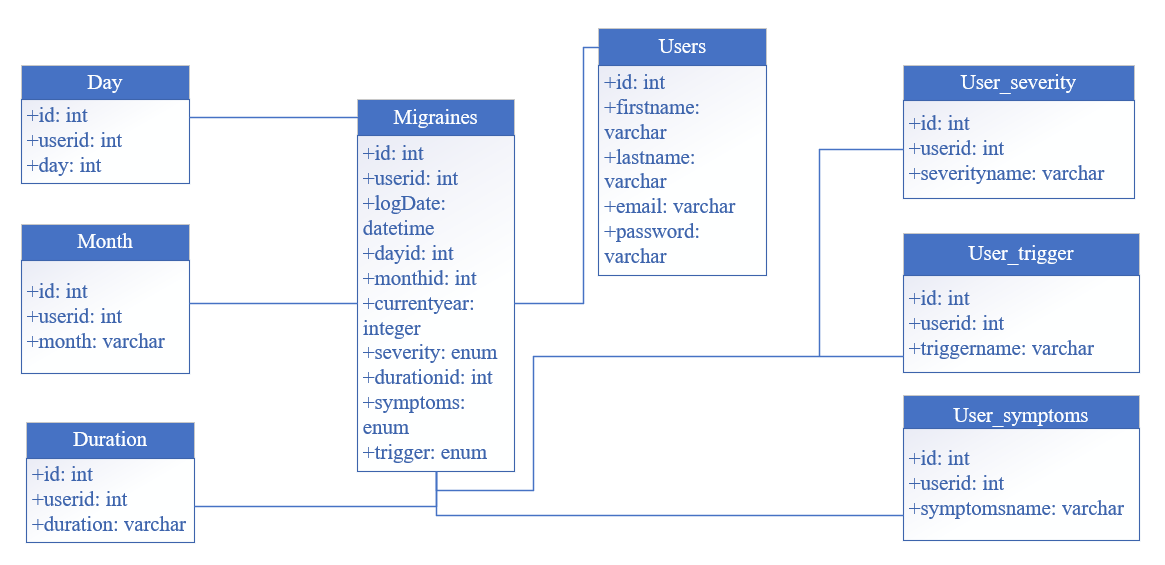 Day
+id: int
+userid: int
+day: int
Month
+id: int
+userid: int
+month: varchar
Duration
+id: int
+userid: int
+duration: varchar
Migraines
+id: int
+userid: int
+logDate:
datetime
+dayid: int
+monthid: int
+currentyear:
integer
+severity: enum
+durationid: int
+symptoms:
enum
+trigger: enum
Users
+id: int
+firstname:
varchar
+lastname:
varchar
+email: varchar
+password:
varchar
User_severity
+id: int
+userid: int
+severityname: varchar
User_trigger
+id: int
+userid: int
+triggername: varchar
User_symptoms
+id: int
+userid: int
+symptomsname: varchar